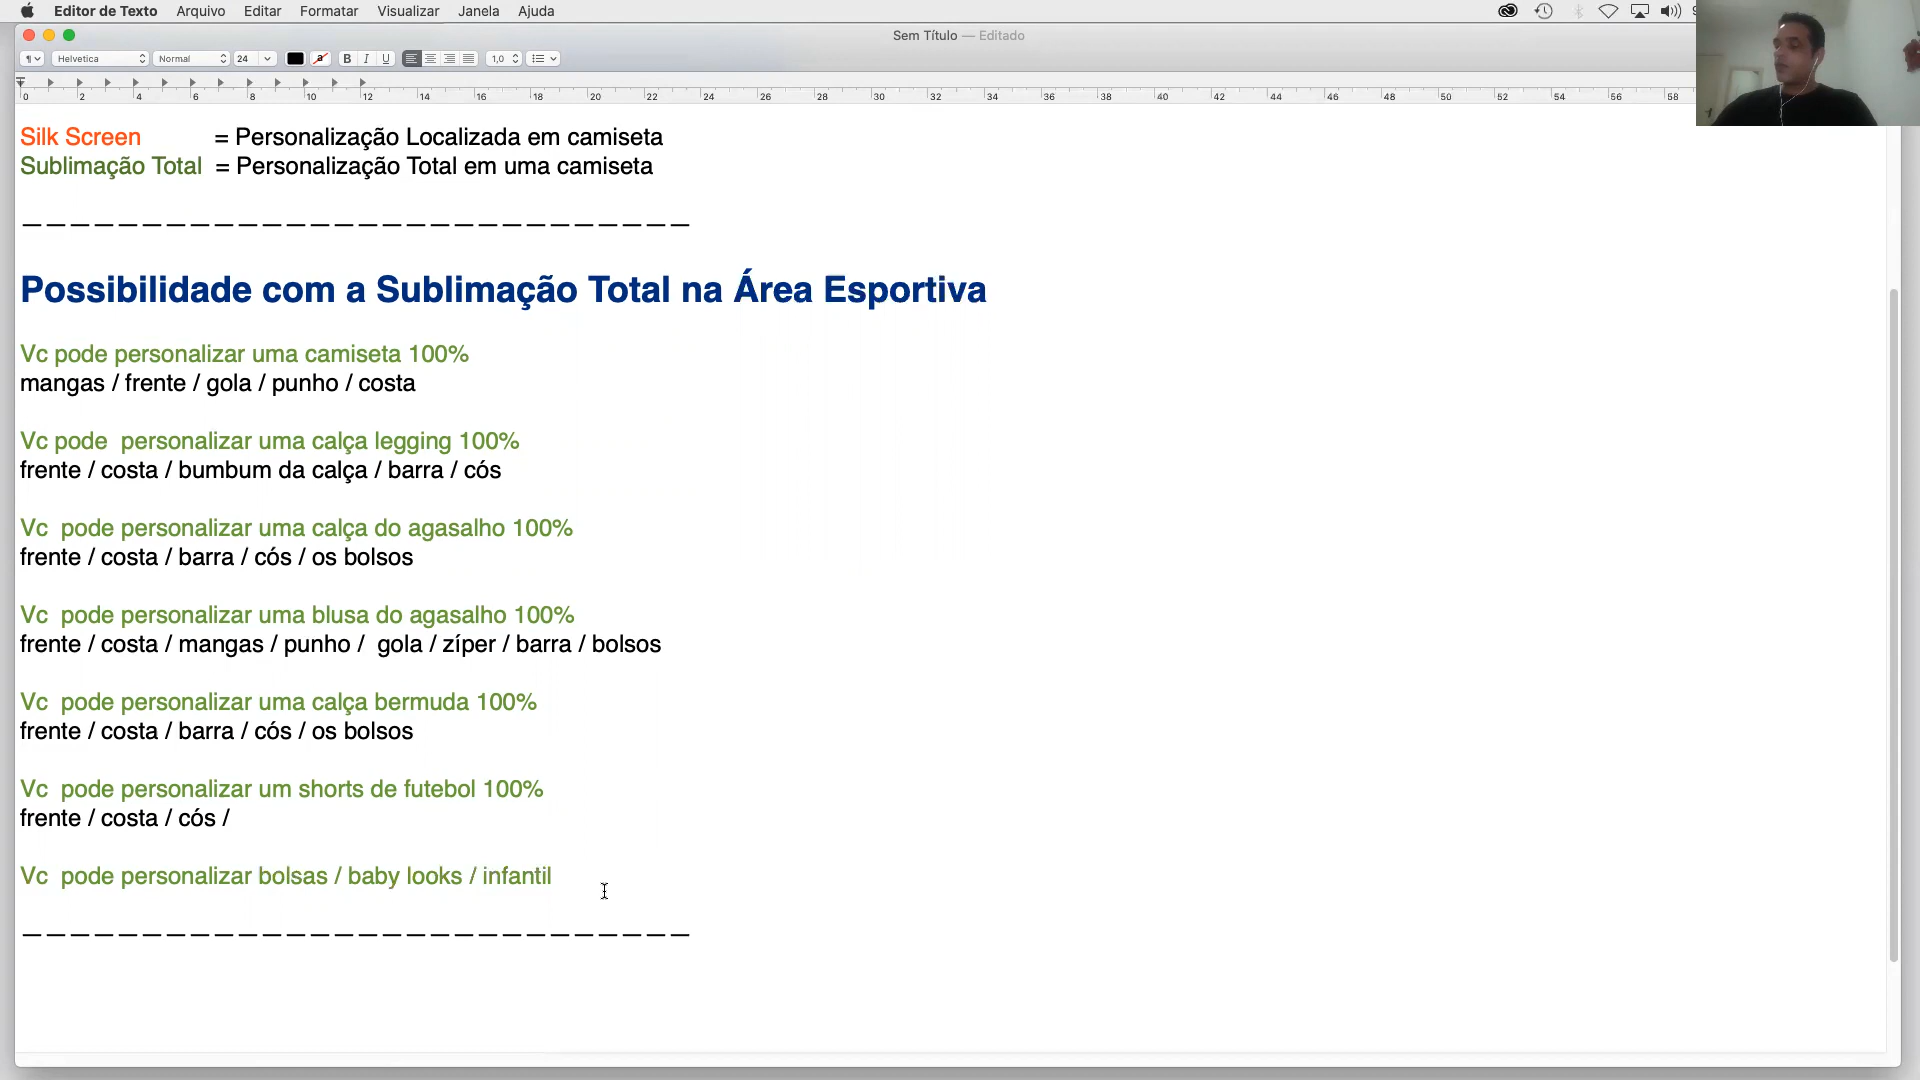 Editor de Texto Arquivo Editar Formatar Visualizar Janela Ajuda
Sem Título — Editado
Helvetica Normal 24 a B I U 1,0
0 2 4 6 8 10 12 14 16 18 20 22 24 26 28 30 32 34 36 38 40 42 44 46 48 50 52 54 56 58
Silk Screen = Personalização Localizada em camiseta
Sublimação Total = Personalização Total em uma camiseta
— — — — — — — — — — — — — — — — — — — — — — — — — — — —
Possibilidade com a Sublimação Total na Área Esportiva
Vc pode personalizar uma camiseta 100%
mangas / frente / gola / punho / costa
Vc pode  personalizar uma calça legging 100%
frente / costa / bumbum da calça / barra / cós
Vc  pode personalizar uma calça do agasalho 100%
frente / costa / barra / cós / os bolsos
Vc  pode personalizar uma blusa do agasalho 100%
frente / costa / mangas / punho /  gola / zíper / barra / bolsos
Vc  pode personalizar uma calça bermuda 100%
frente / costa / barra / cós / os bolsos
Vc  pode personalizar um shorts de futebol 100%
frente / costa / cós /
Vc  pode personalizar bolsas / baby looks / infantil
— — — — — — — — — — — — — — — — — — — — — — — — — — — —